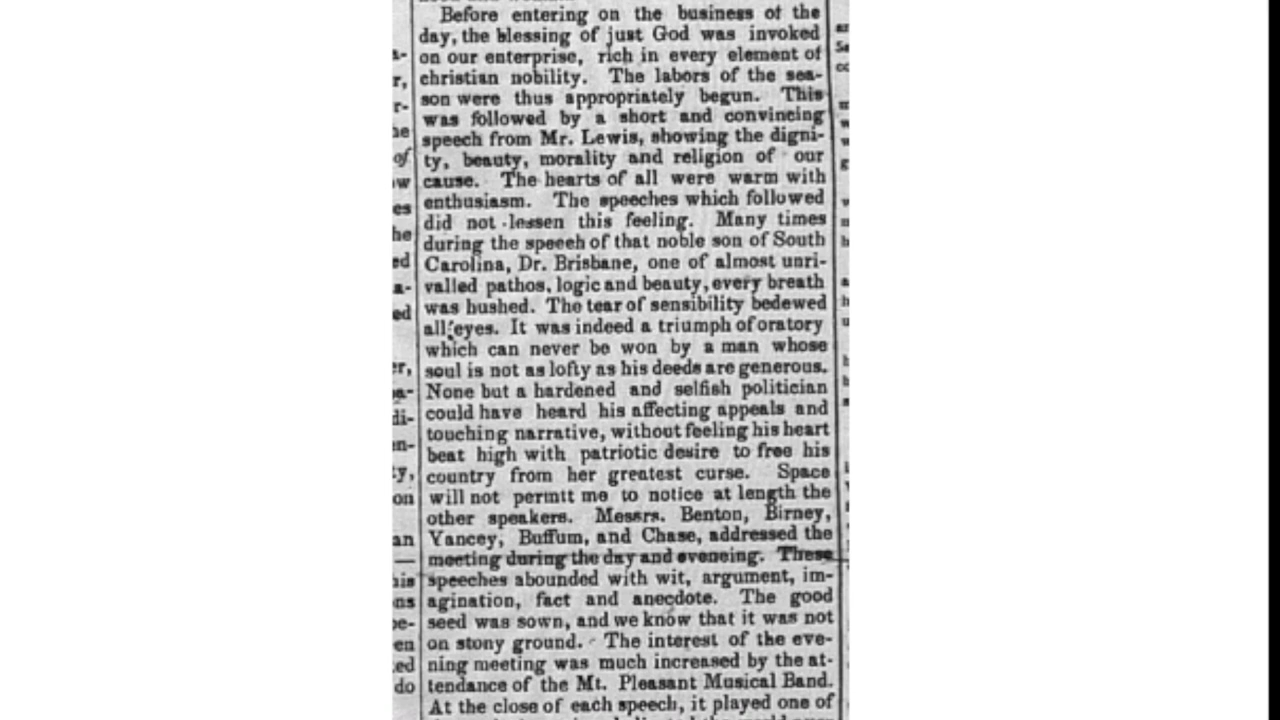 Before entering on the business of the
day, the blessing of just God was invoked
on our enterprise, rich in every element of
christian nobility. The labors of the sea-
son were thus appropriately begun. This
was followed by a short and convincing
speech from Mr. Lewis, showing the digni-
ty, beauty, morality and religion of our
cause. The hearts of all were warm with
enthusiasm. The speeches which followed
did not lessen this feeling. Many times
during the speech of that noble son of South
Carolina, Dr. Brisbane, one of almost unri-
valled pathos, logic and beauty, every breath
was hushed. The tear of sensibility bedewed
all eyes. It was indeed a triumph of oratory
which can never be won by a man whose
soul is not as lofty as his deeds are generous.
None but a hardened and selfish politician
could have heard his affecting appeals and
touching narrative, without feeling his heart
beat high with patriotic desire to free his
country from her greatest curse. Space
will not permit me to notice at length the
other speakers. Messrs. Benton, Birney,
Yancey, Buffum, and Chase, addressed the
meeting during the day and eveneing. These
speeches abounded with wit, argument, im-
agination, fact and anecdote. The good
seed was sown, and we know that it was not
on stony ground. The interest of the eve-
ning meeting was much increased by the at-
tendance of the Mt. Pleasant Musical Band.
At the close of each speech, it played one of